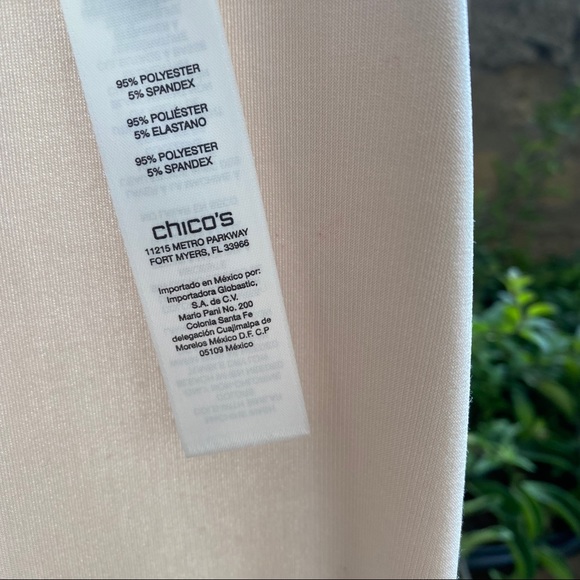 95% POLYESTER
5% SPANDEX
95% POLIÉSTER
5% ELASTANO
95% POLYESTER
5% SPANDEX
chico's
11215 METRO PARKWAY
FORT MYERS, FL 33966
Importado en México por:
Importadora Globastic,
S.A. de C.V.
Mario Pani No. 200
Colonia Santa Fe
delegación Cuajimalpa de
Morelos México D.F. C.P
05109 México